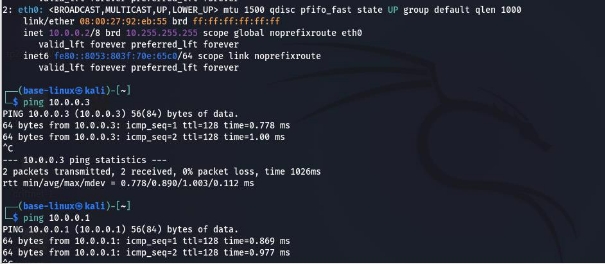 2: eth0: <BROADCAST,MULTICAST,UP,LOWER_UP> mtu 1500 qdisc pfifo_fast state UP group default qlen 1000
link/ether 08:00:27:92:eb:55 brd ff:ff:ff:ff:ff:ff
inet 10.0.0.2/8 brd 10.255.255.255 scope global noprefixroute eth0
valid_lft forever preferred_lft forever
inet6 fe80::8053:803f:70e:65c0/64 scope link noprefixroute
valid_lft forever preferred_lft forever
┌──(base-linux㉿kali)-[~]
└─$ ping 10.0.0.3
PING 10.0.0.3 (10.0.0.3) 56(84) bytes of data.
64 bytes from 10.0.0.3: icmp_seq=1 ttl=128 time=0.778 ms
64 bytes from 10.0.0.3: icmp_seq=2 ttl=128 time=1.00 ms
^C
--- 10.0.0.3 ping statistics ---
2 packets transmitted, 2 received, 0% packet loss, time 1026ms
rtt min/avg/max/mdev = 0.778/0.890/1.003/0.112 ms
┌──(base-linux㉿kali)-[~]
└─$ ping 10.0.0.1
PING 10.0.0.1 (10.0.0.1) 56(84) bytes of data.
64 bytes from 10.0.0.1: icmp_seq=1 ttl=128 time=0.869 ms
64 bytes from 10.0.0.1: icmp_seq=2 ttl=128 time=0.977 ms